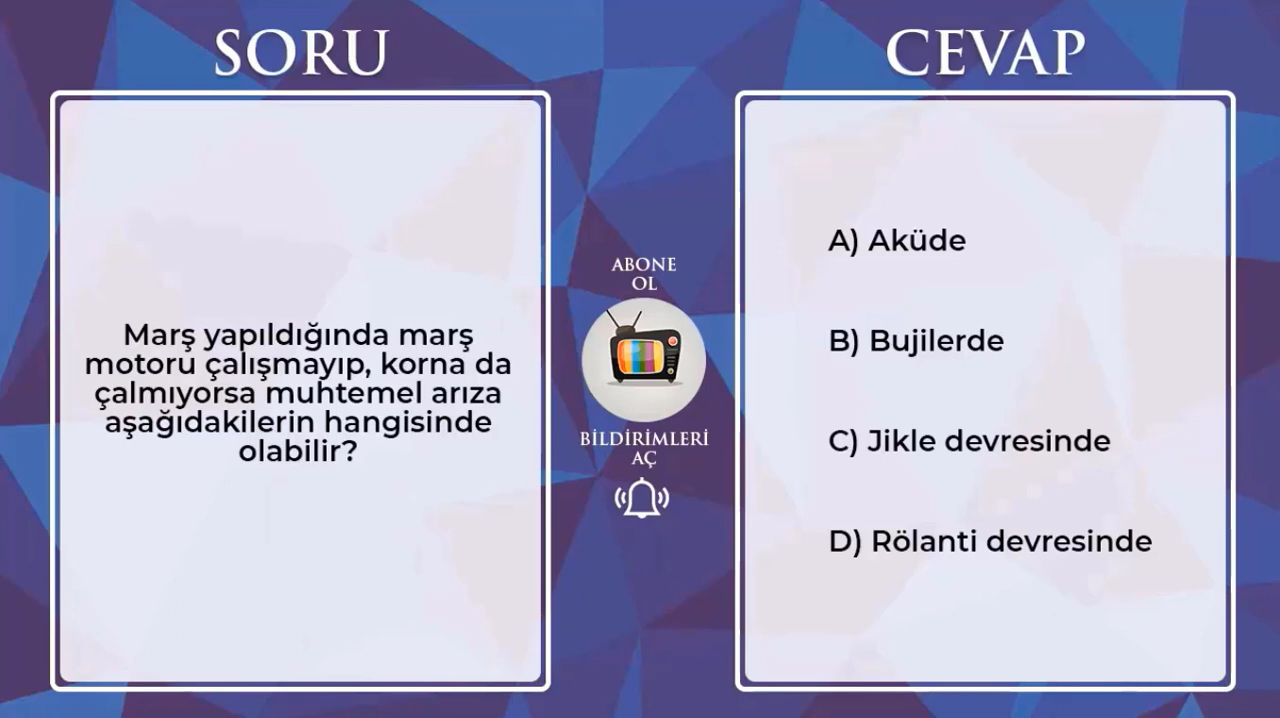 SORU
Marş yapıldığında marş
motoru çalışmayıp, korna da
çalmıyorsa muhtemel arıza
aşağıdakilerin hangisinde
olabilir?
ABONE
OL
BİLDİRİMLERİ
AÇ
CEVAP
A) Aküde
B) Bujilerde
C) Jikle devresinde
D) Rölanti devresinde